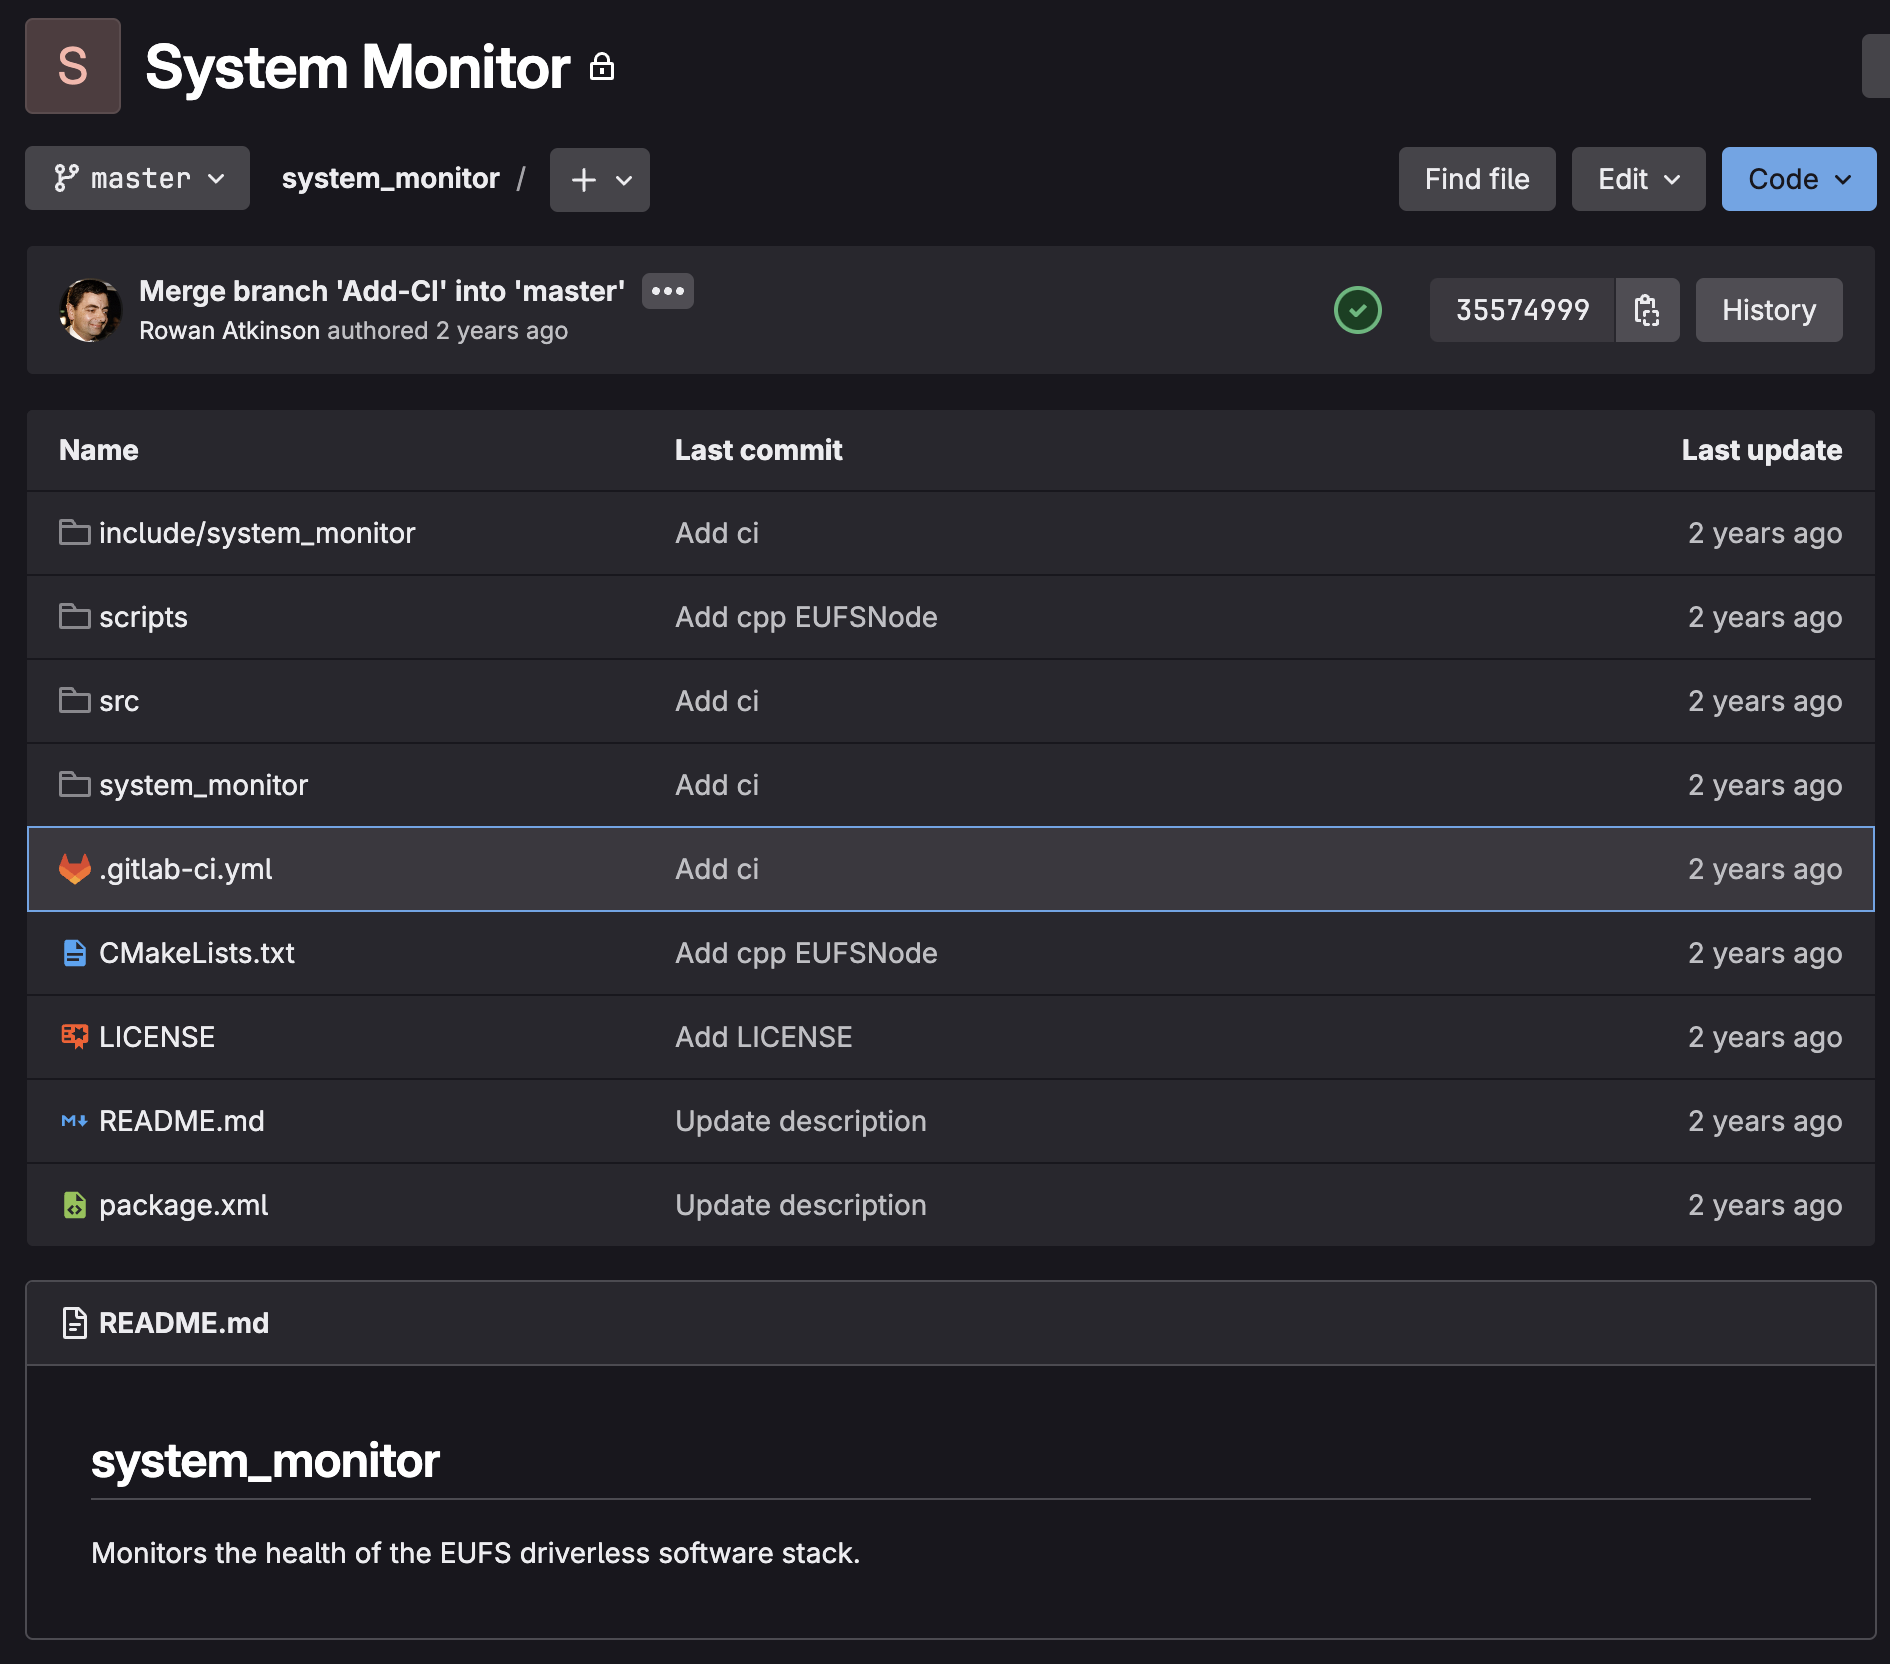 S System Monitor
master system_monitor / Find file Edit Code
Merge branch 'Add-CI' into 'master'
Rowan Atkinson authored 2 years ago
35574999 History
Name Last commit Last update
include/system_monitor Add ci 2 years ago
scripts Add cpp EUFSNode 2 years ago
src Add ci 2 years ago
system_monitor Add ci 2 years ago
.gitlab-ci.yml Add ci 2 years ago
CMakeLists.txt Add cpp EUFSNode 2 years ago
LICENSE Add LICENSE 2 years ago
README.md Update description 2 years ago
package.xml Update description 2 years ago
README.md
system_monitor
Monitors the health of the EUFS driverless software stack.